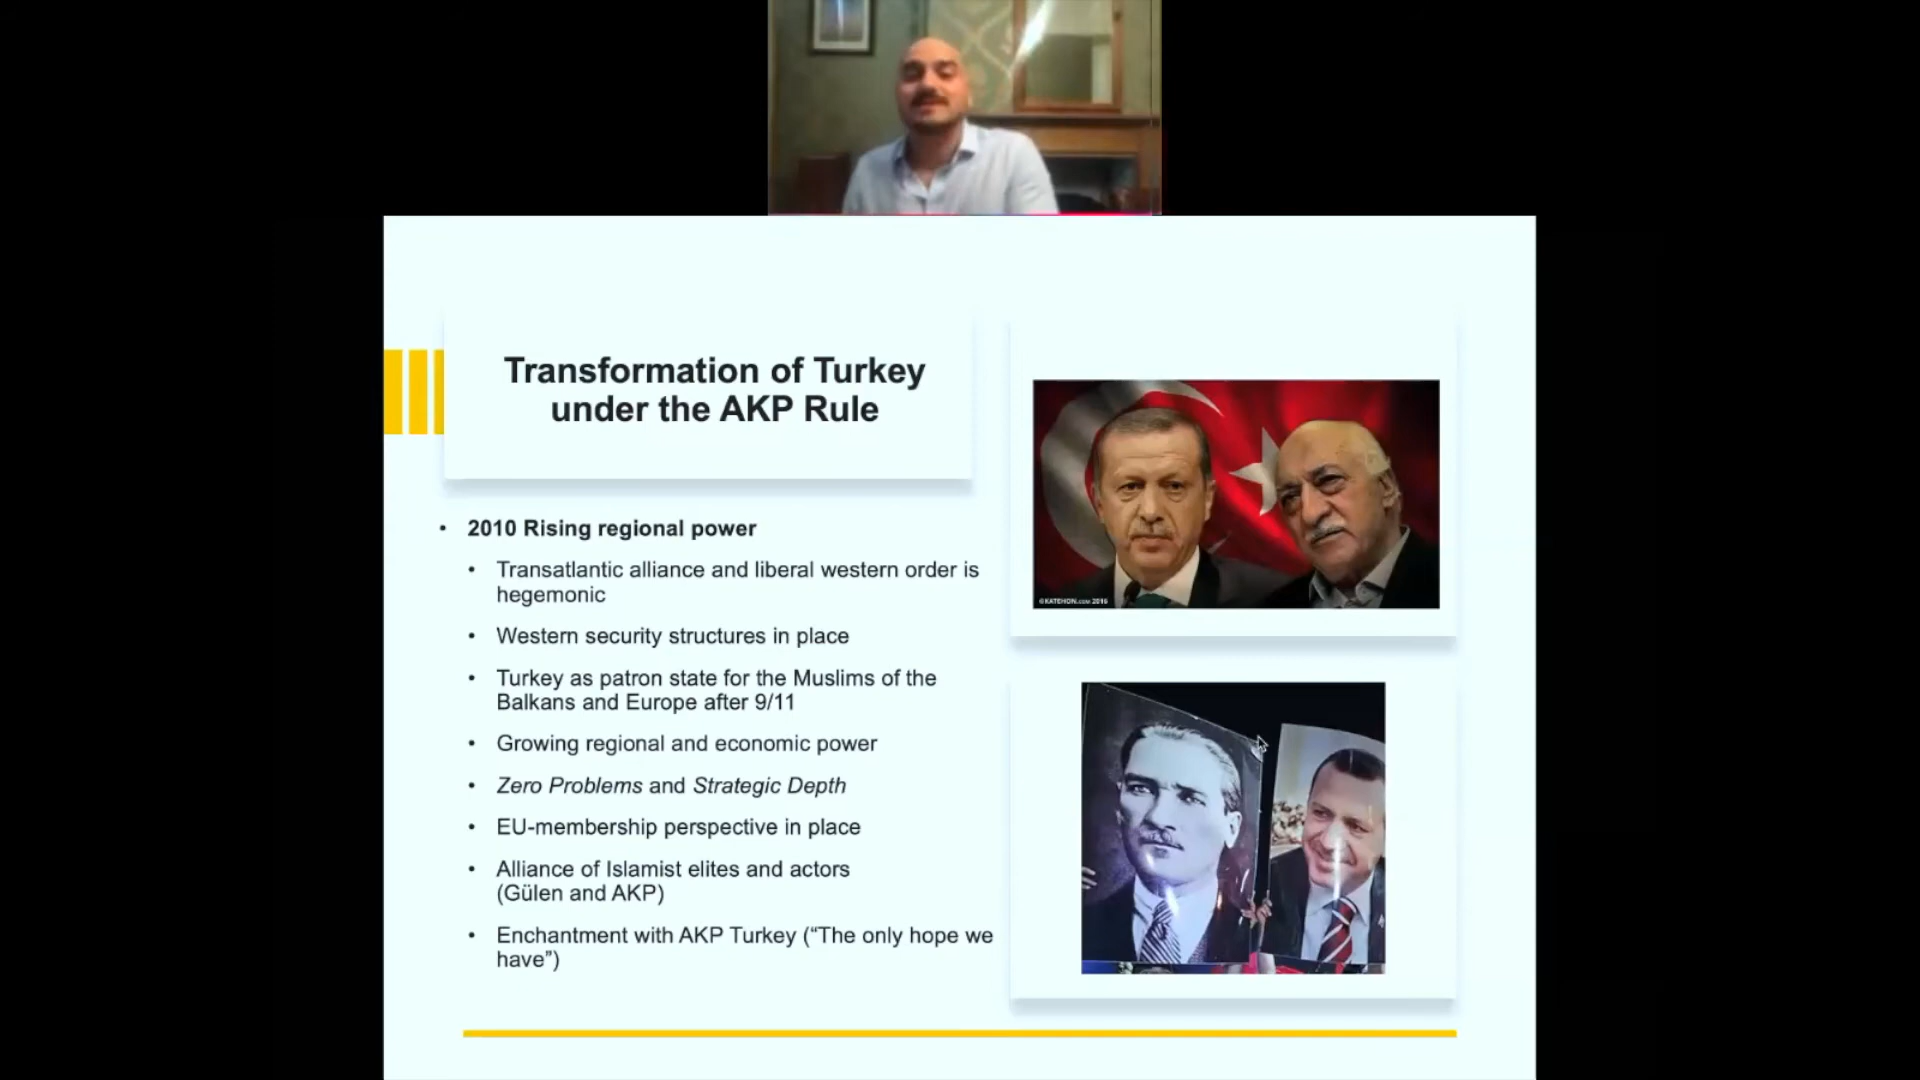 Transformation of Turkey
under the AKP Rule
• 2010 Rising regional power
• Transatlantic alliance and liberal western order is
hegemonic
• Western security structures in place
• Turkey as patron state for the Muslims of the
Balkans and Europe after 9/11
• Growing regional and economic power
• Zero Problems and Strategic Depth
• EU-membership perspective in place
• Alliance of Islamist elites and actors
(Gülen and AKP)
• Enchantment with AKP Turkey (“The only hope we
have”)
©KATEHON.COM 2016